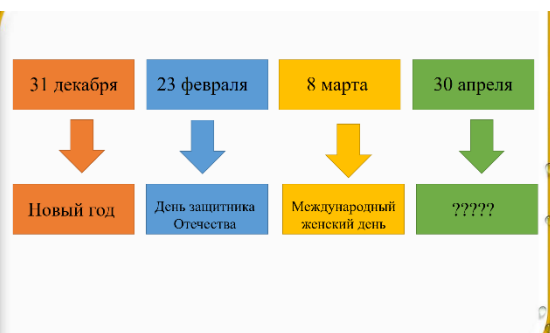 31 декабря
23 февраля
8 марта
30 апреля
Новый год
День защитника
Отечества
Международный
женский день
?????